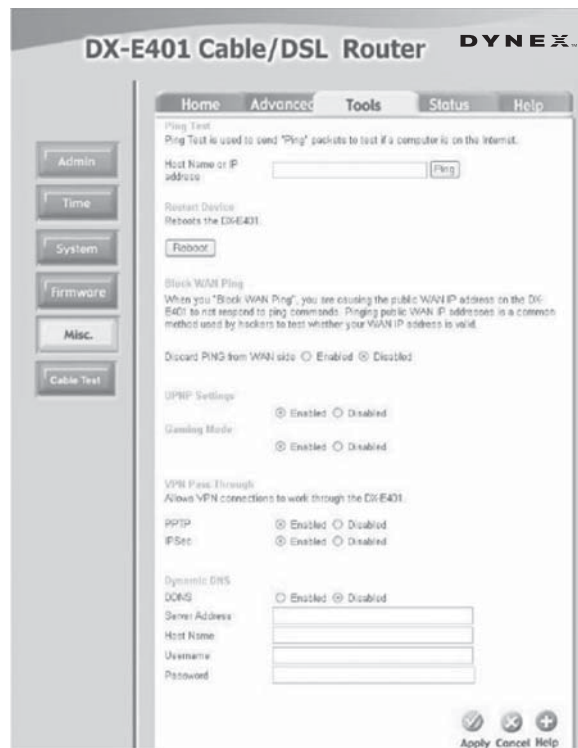 DX-E401 Cable/DSL Router
DYNEX
Home Advanced Tools Status Help
Admin
Time
System
Firmware
Misc.
Cable Test
Ping Test
Ping Test is used to send "Ping" packets to test if a computer is on the Internet.
Host Name or IP
address
Ping
Restart Device
Reboots the DX-E401.
Reboot
Block WAN Ping
When you "Block WAN Ping", you are causing the public WAN IP address on the DX-
E401 to not respond to ping commands. Pinging public WAN IP addresses is a common
method used by hackers to test whether your WAN IP address is valid.
Discard PING from WAN side Enabled Disabled
UPNP Settings
Enabled Disabled
Gaming Mode
Enabled Disabled
VPN Pass Through
Allows VPN connections to work through the DX-E401.
PPTP Enabled Disabled
IPSec Enabled Disabled
Dynamic DNS
DDNS Enabled Disabled
Server Address
Host Name
Username
Password
Apply Cancel Help